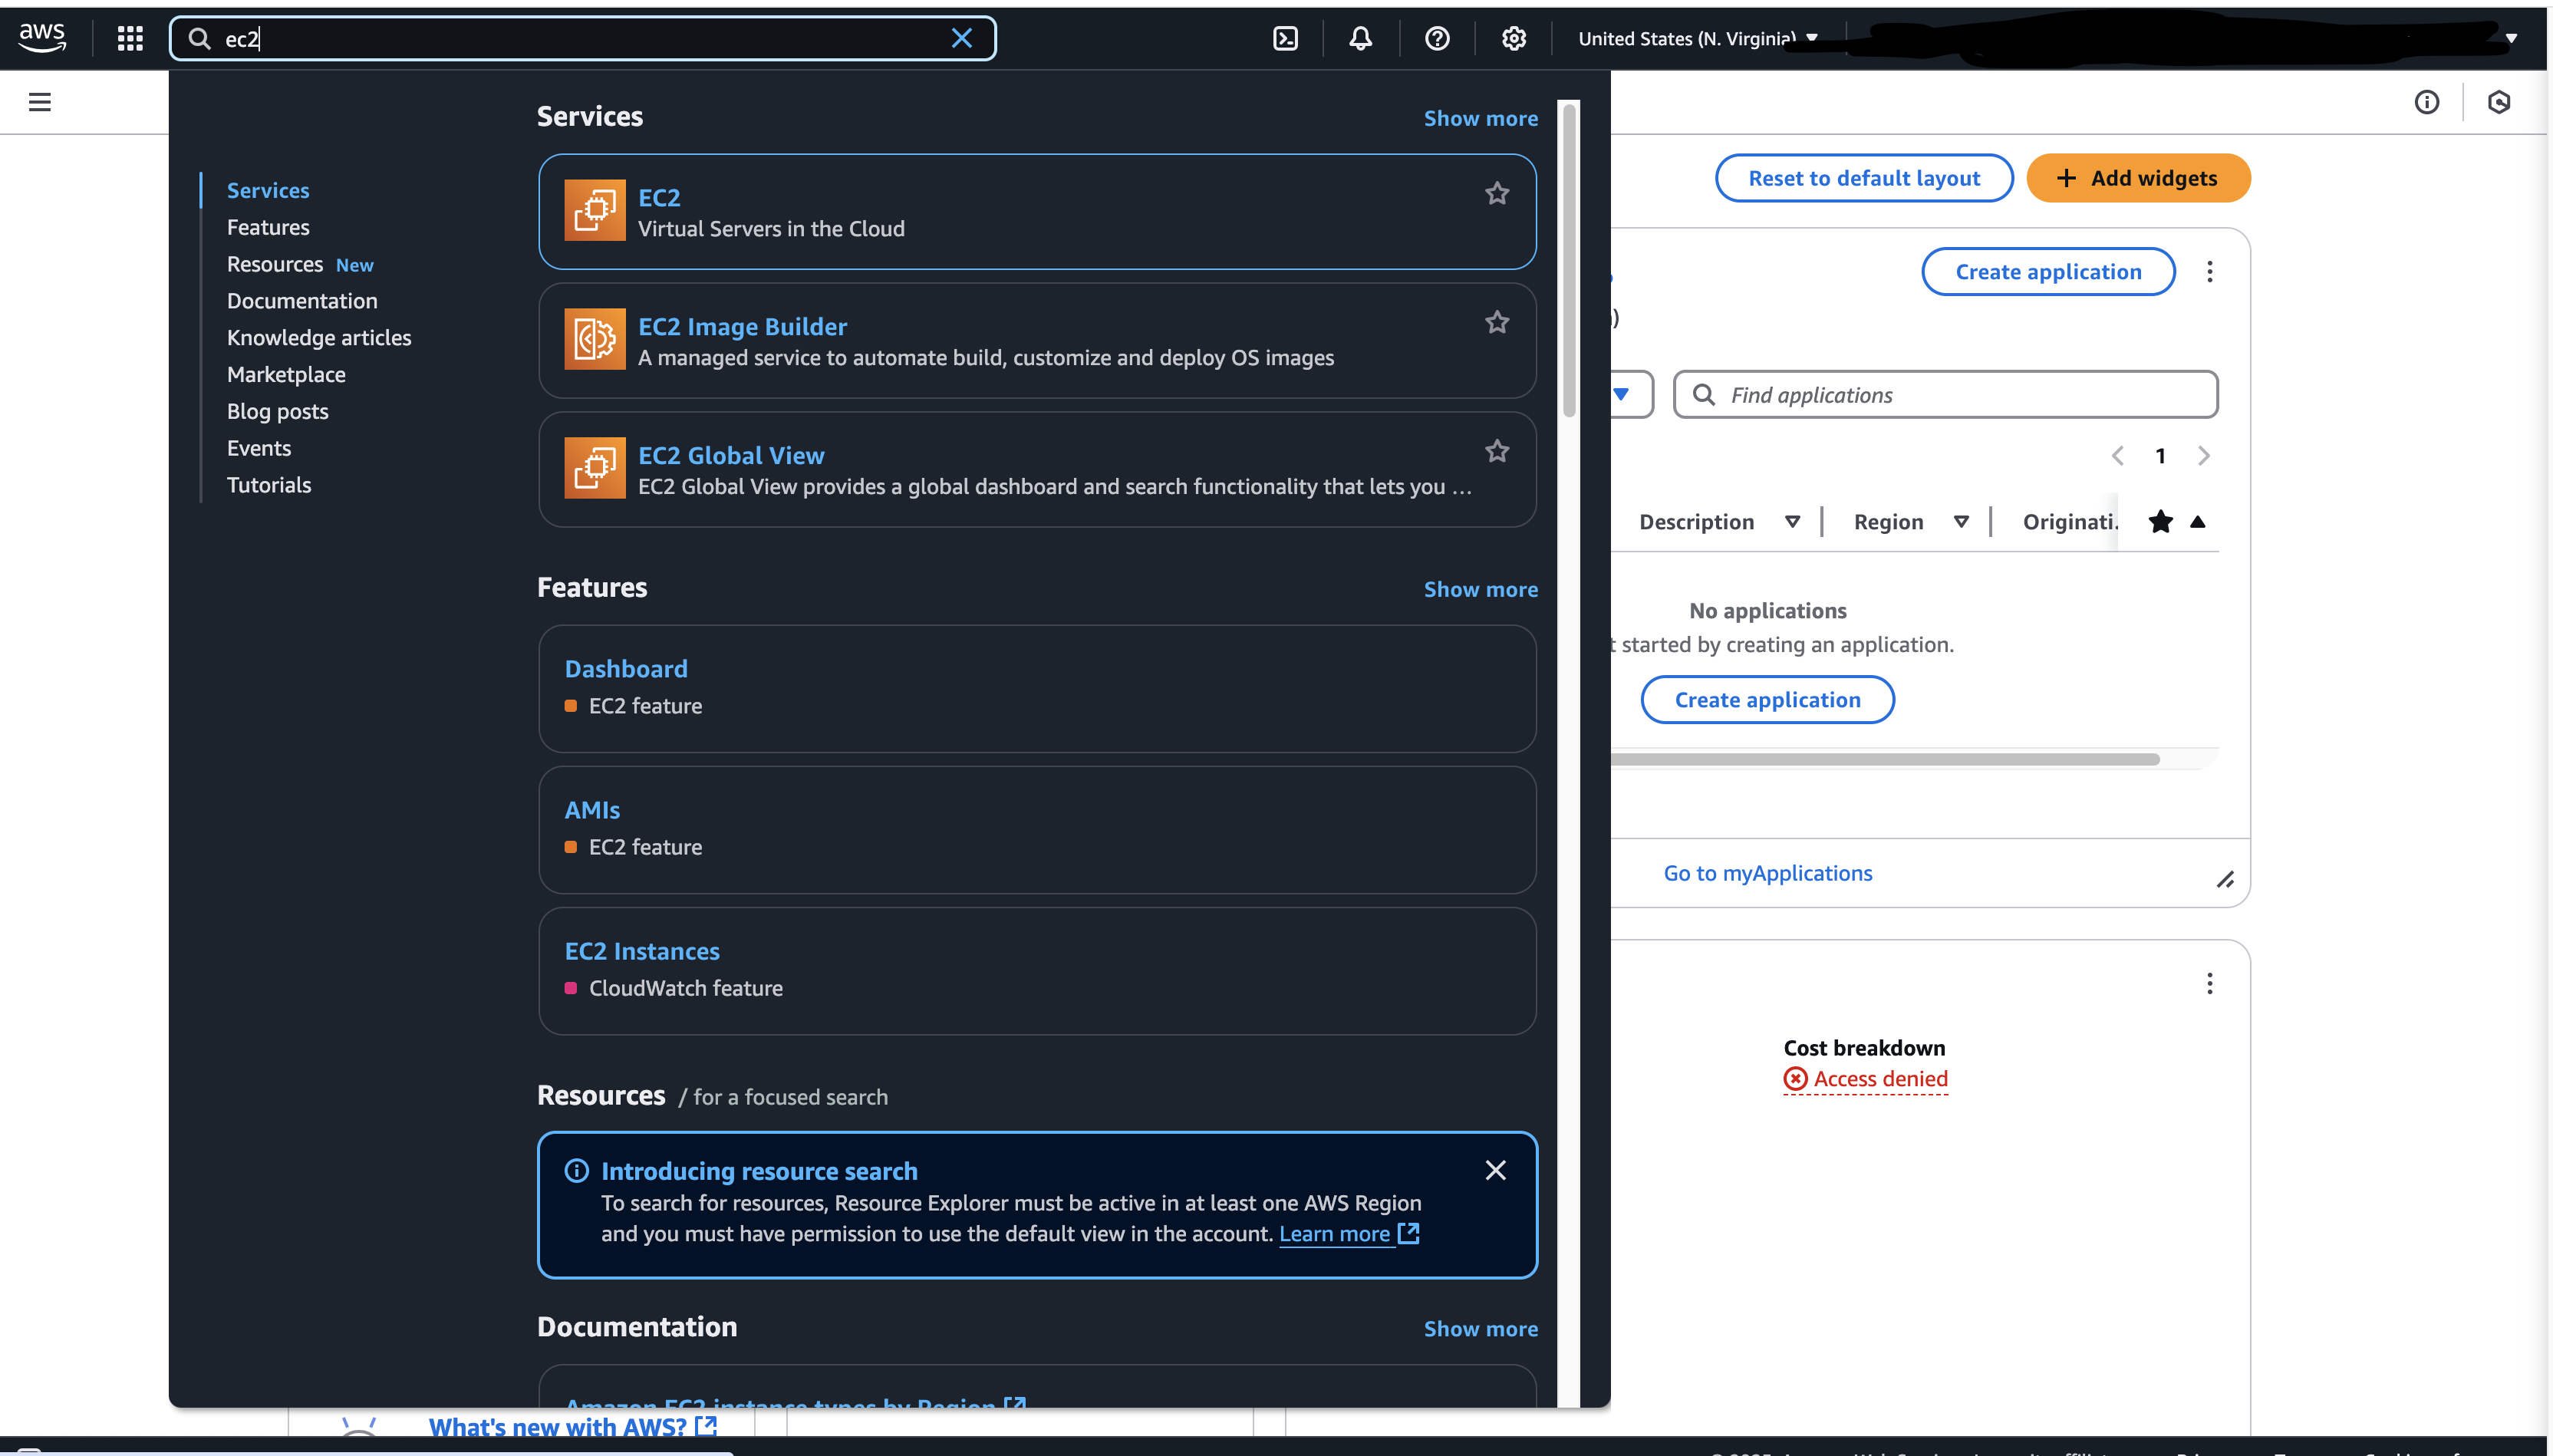 aws
ec2
United States (N. Virginia)
Services
Features
Resources New
Documentation
Knowledge articles
Marketplace
Blog posts
Events
Tutorials
Services
Show more
EC2
Virtual Servers in the Cloud
EC2 Image Builder
A managed service to automate build, customize and deploy OS images
EC2 Global View
EC2 Global View provides a global dashboard and search functionality that lets you ...
Features
Show more
Dashboard
EC2 feature
AMIs
EC2 feature
EC2 Instances
CloudWatch feature
Resources / for a focused search
Introducing resource search
To search for resources, Resource Explorer must be active in at least one AWS Region
and you must have permission to use the default view in the account. Learn more
Documentation
Show more
Amazon EC2 instance types by Region
What's new with AWS?
Reset to default layout
+ Add widgets
Create application
)
Find applications
1
Description
Region
Originati.
No applications
t started by creating an application.
Create application
Go to myApplications
Cost breakdown
Access denied